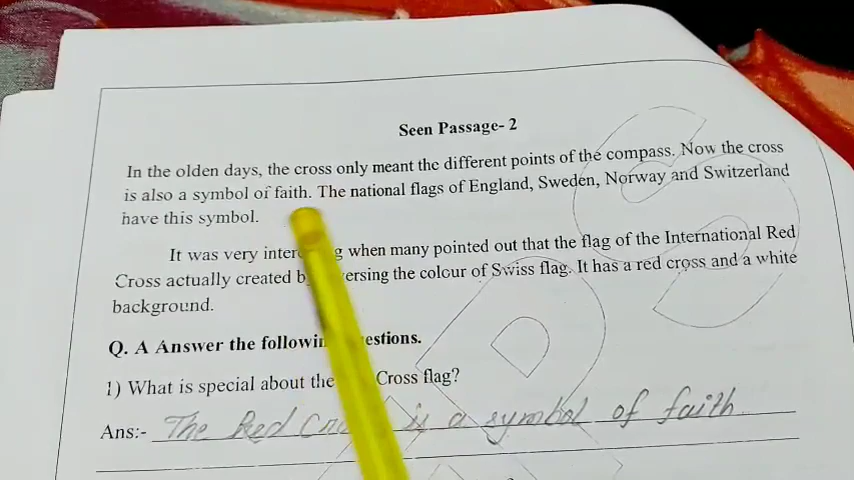 Seen Passage- 2
In the olden days, the cross only meant the different points of the compass. Now the cross
is also a symbol of faith. The national flags of England, Sweden, Norway and Switzerland
have this symbol.
It was very when many pointed out that the flag of the International Red
Cross actually created the colour of Swiss flag. It has a red cross and a white
background.
Q. A Answer the
1) What is special about the Cross flag?
Ans:- The Red is a symbol of faith